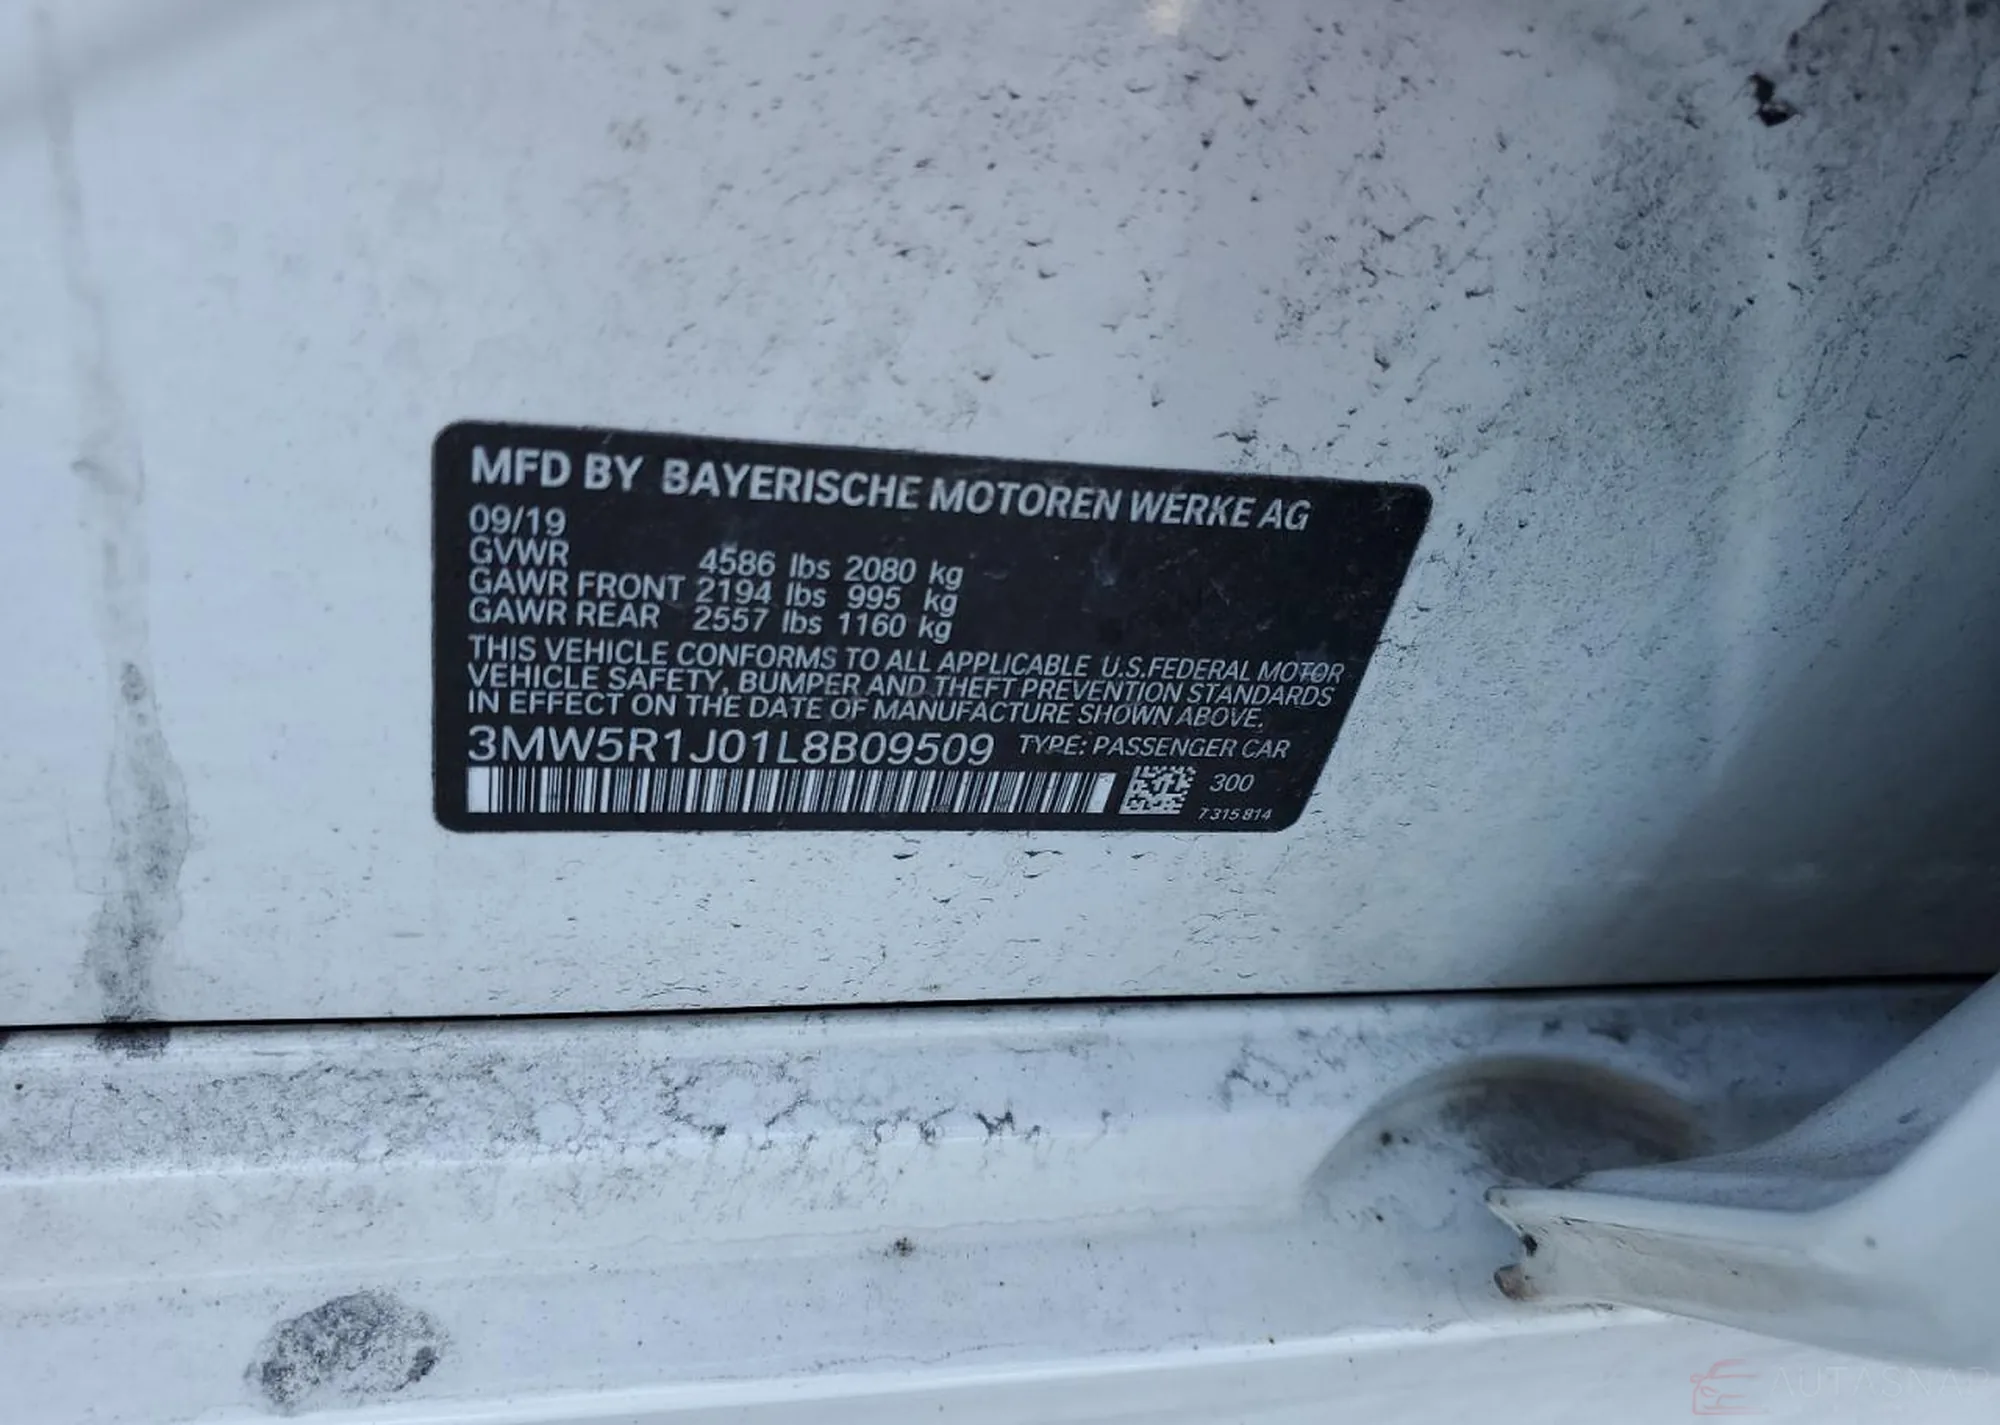 MFD BY BAYERISCHE MOTOREN WERKE AG
09/19
GVWR 4586 lbs 2080 kg
GAWR FRONT 2194 lbs 995 kg
GAWR REAR 2557 lbs 1160 kg
THIS VEHICLE CONFORMS TO ALL APPLICABLE U.S.FEDERAL MOTOR
VEHICLE SAFETY, BUMPER AND THEFT PREVENTION STANDARDS
IN EFFECT ON THE DATE OF MANUFACTURE SHOWN ABOVE.
3MW5R1J01L8B09509 TYPE: PASSENGER CAR
300
7 315 814